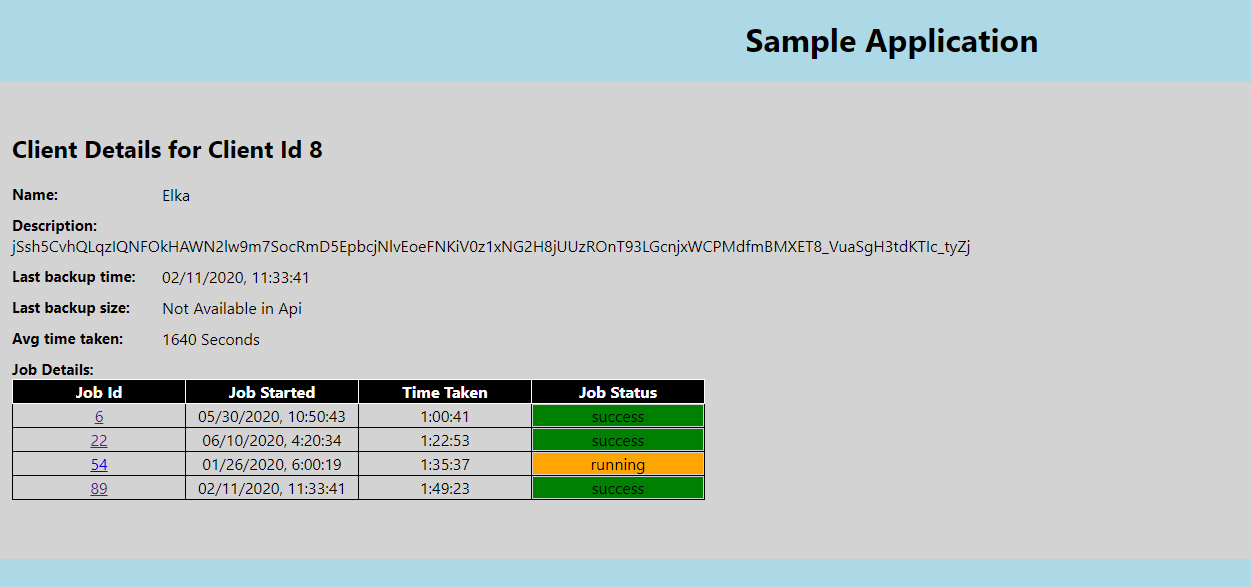 Sample Application
Client Details for Client Id 8
Name: Elka
Description:
jSsh5CvhQLqzIQNFOkHAWN2lw9m7SocRmD5EpbcjNlvEoeFNKiV0z1xNG2H8jUUzROnT93LGcnjxWCPMdfmBMXET8_VuaSgH3tdKTIc_tyZj
Last backup time: 02/11/2020, 11:33:41
Last backup size: Not Available in Api
Avg time taken: 1640 Seconds
Job Details:
Job Id Job Started Time Taken Job Status
6 05/30/2020, 10:50:43 1:00:41 success
22 06/10/2020, 4:20:34 1:22:53 success
54 01/26/2020, 6:00:19 1:35:37 running
89 02/11/2020, 11:33:41 1:49:23 success